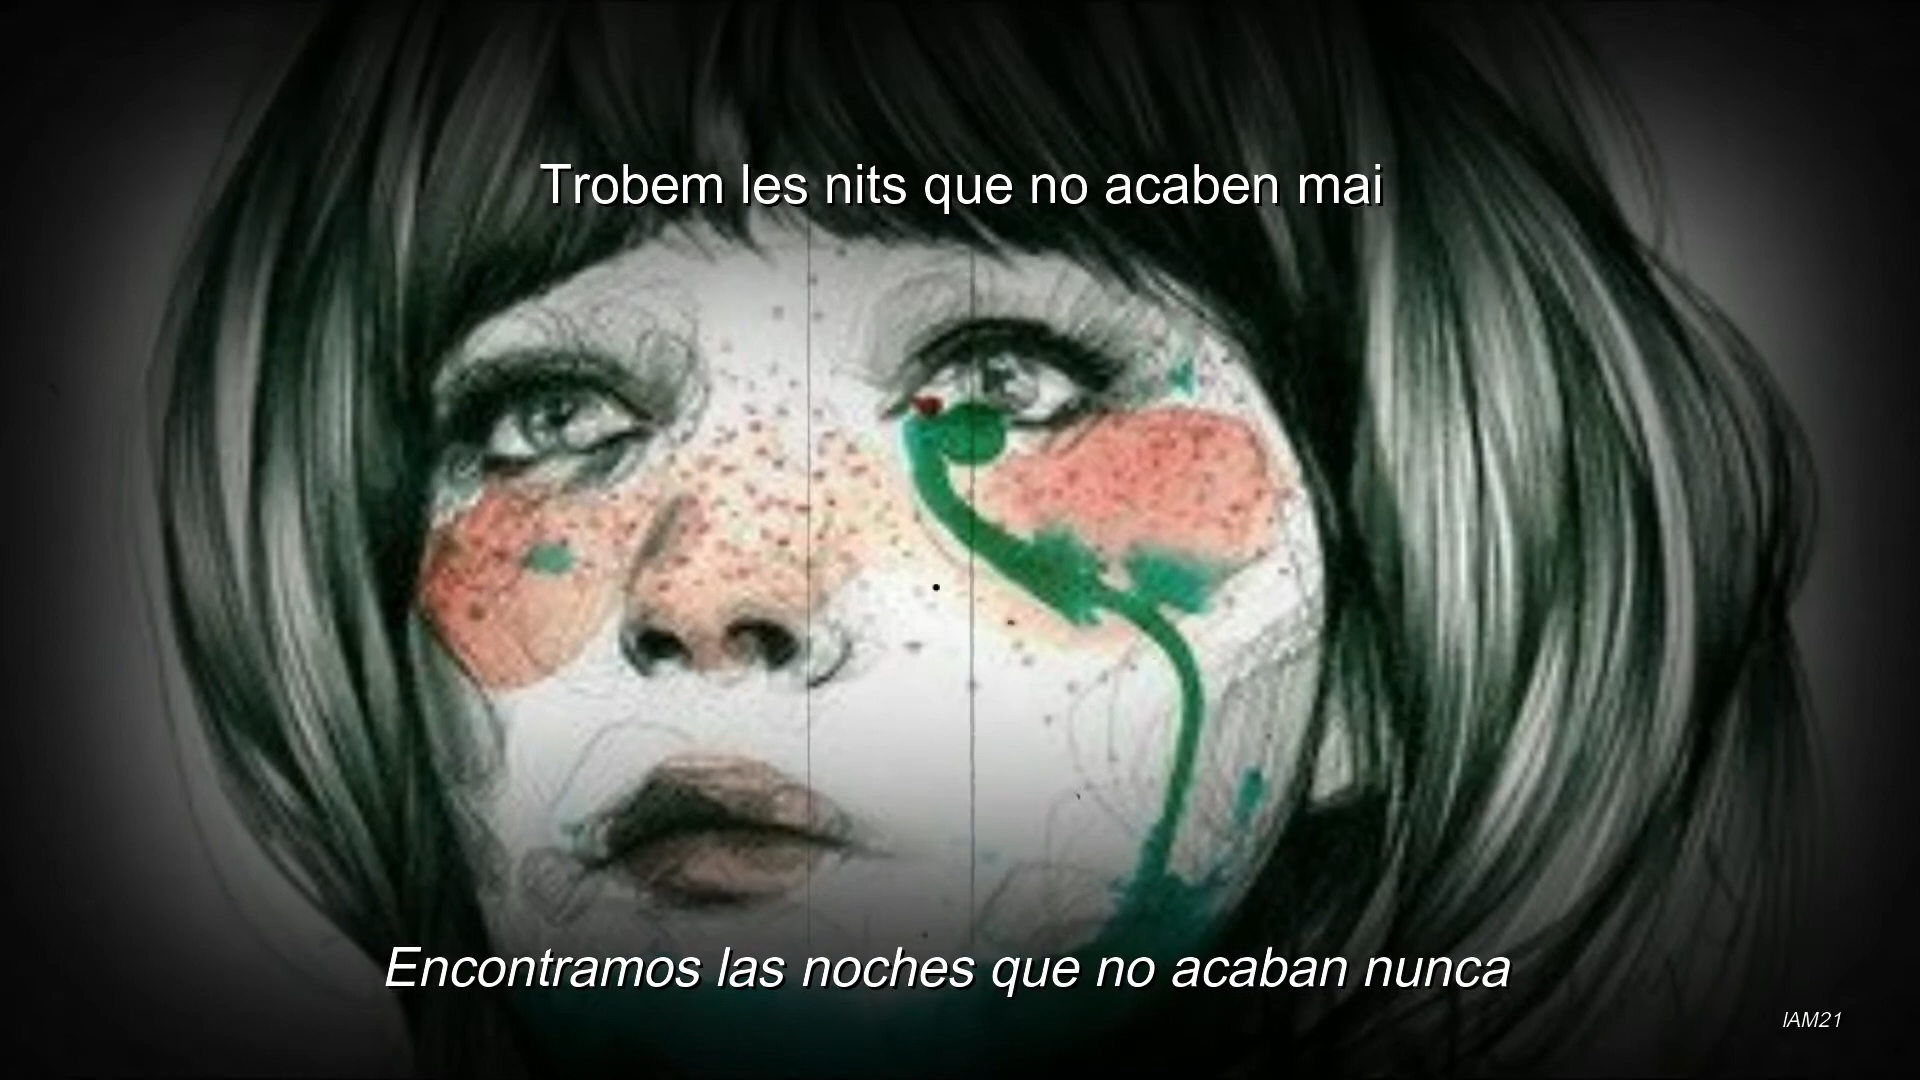 Trobem les nits que no acaben mai
Encontramos las noches que no acaban nunca
IAM21